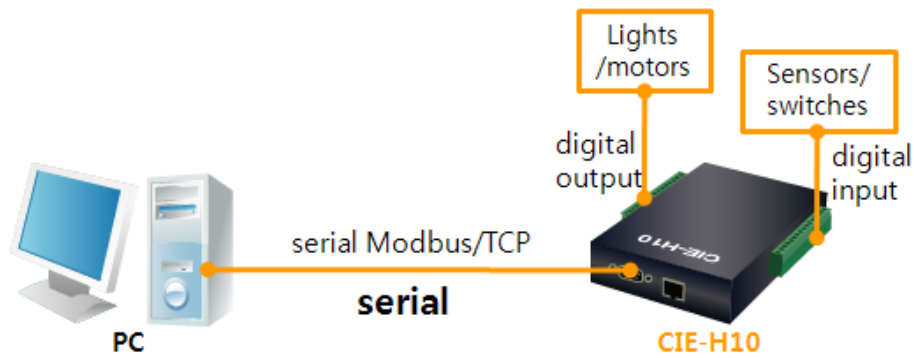 Lights
/motors
Sensors/
switches
digital
output
digital
input
serial Modbus/TCP
serial
CIE-H10
PC
CIE-H10